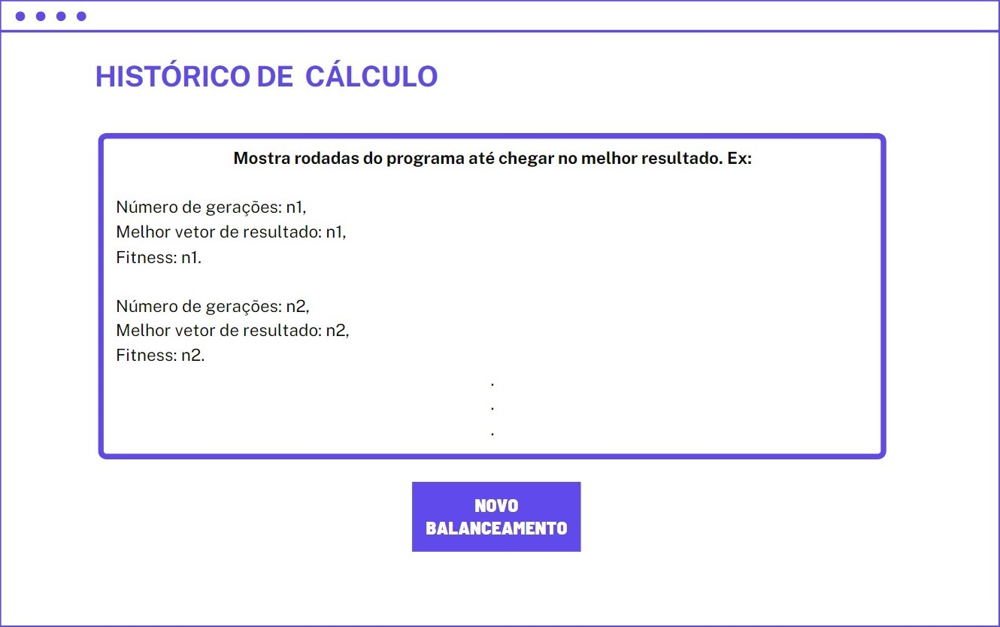 HISTÓRICO DE CÁLCULO
Mostra rodadas do programa até chegar no melhor resultado. Ex:
Número de gerações: n1,
Melhor vetor de resultado: n1,
Fitness: n1.
Número de gerações: n2,
Melhor vetor de resultado: n2,
Fitness: n2.
.
.
.
NOVO
BALANCEAMENTO